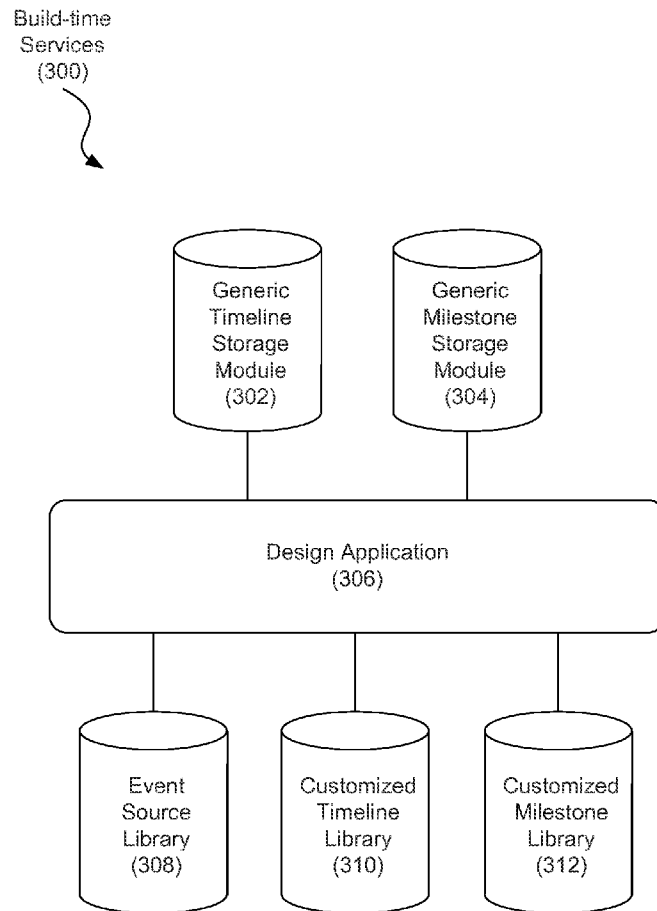 Build-time
Services
(300)
Generic
Timeline
Storage
Module
(302)
Generic
Milestone
Storage
Module
(304)
Design Application
(306)
Event
Source
Library
(308)
Customized
Timeline
Library
(310)
Customized
Milestone
Library
(312)